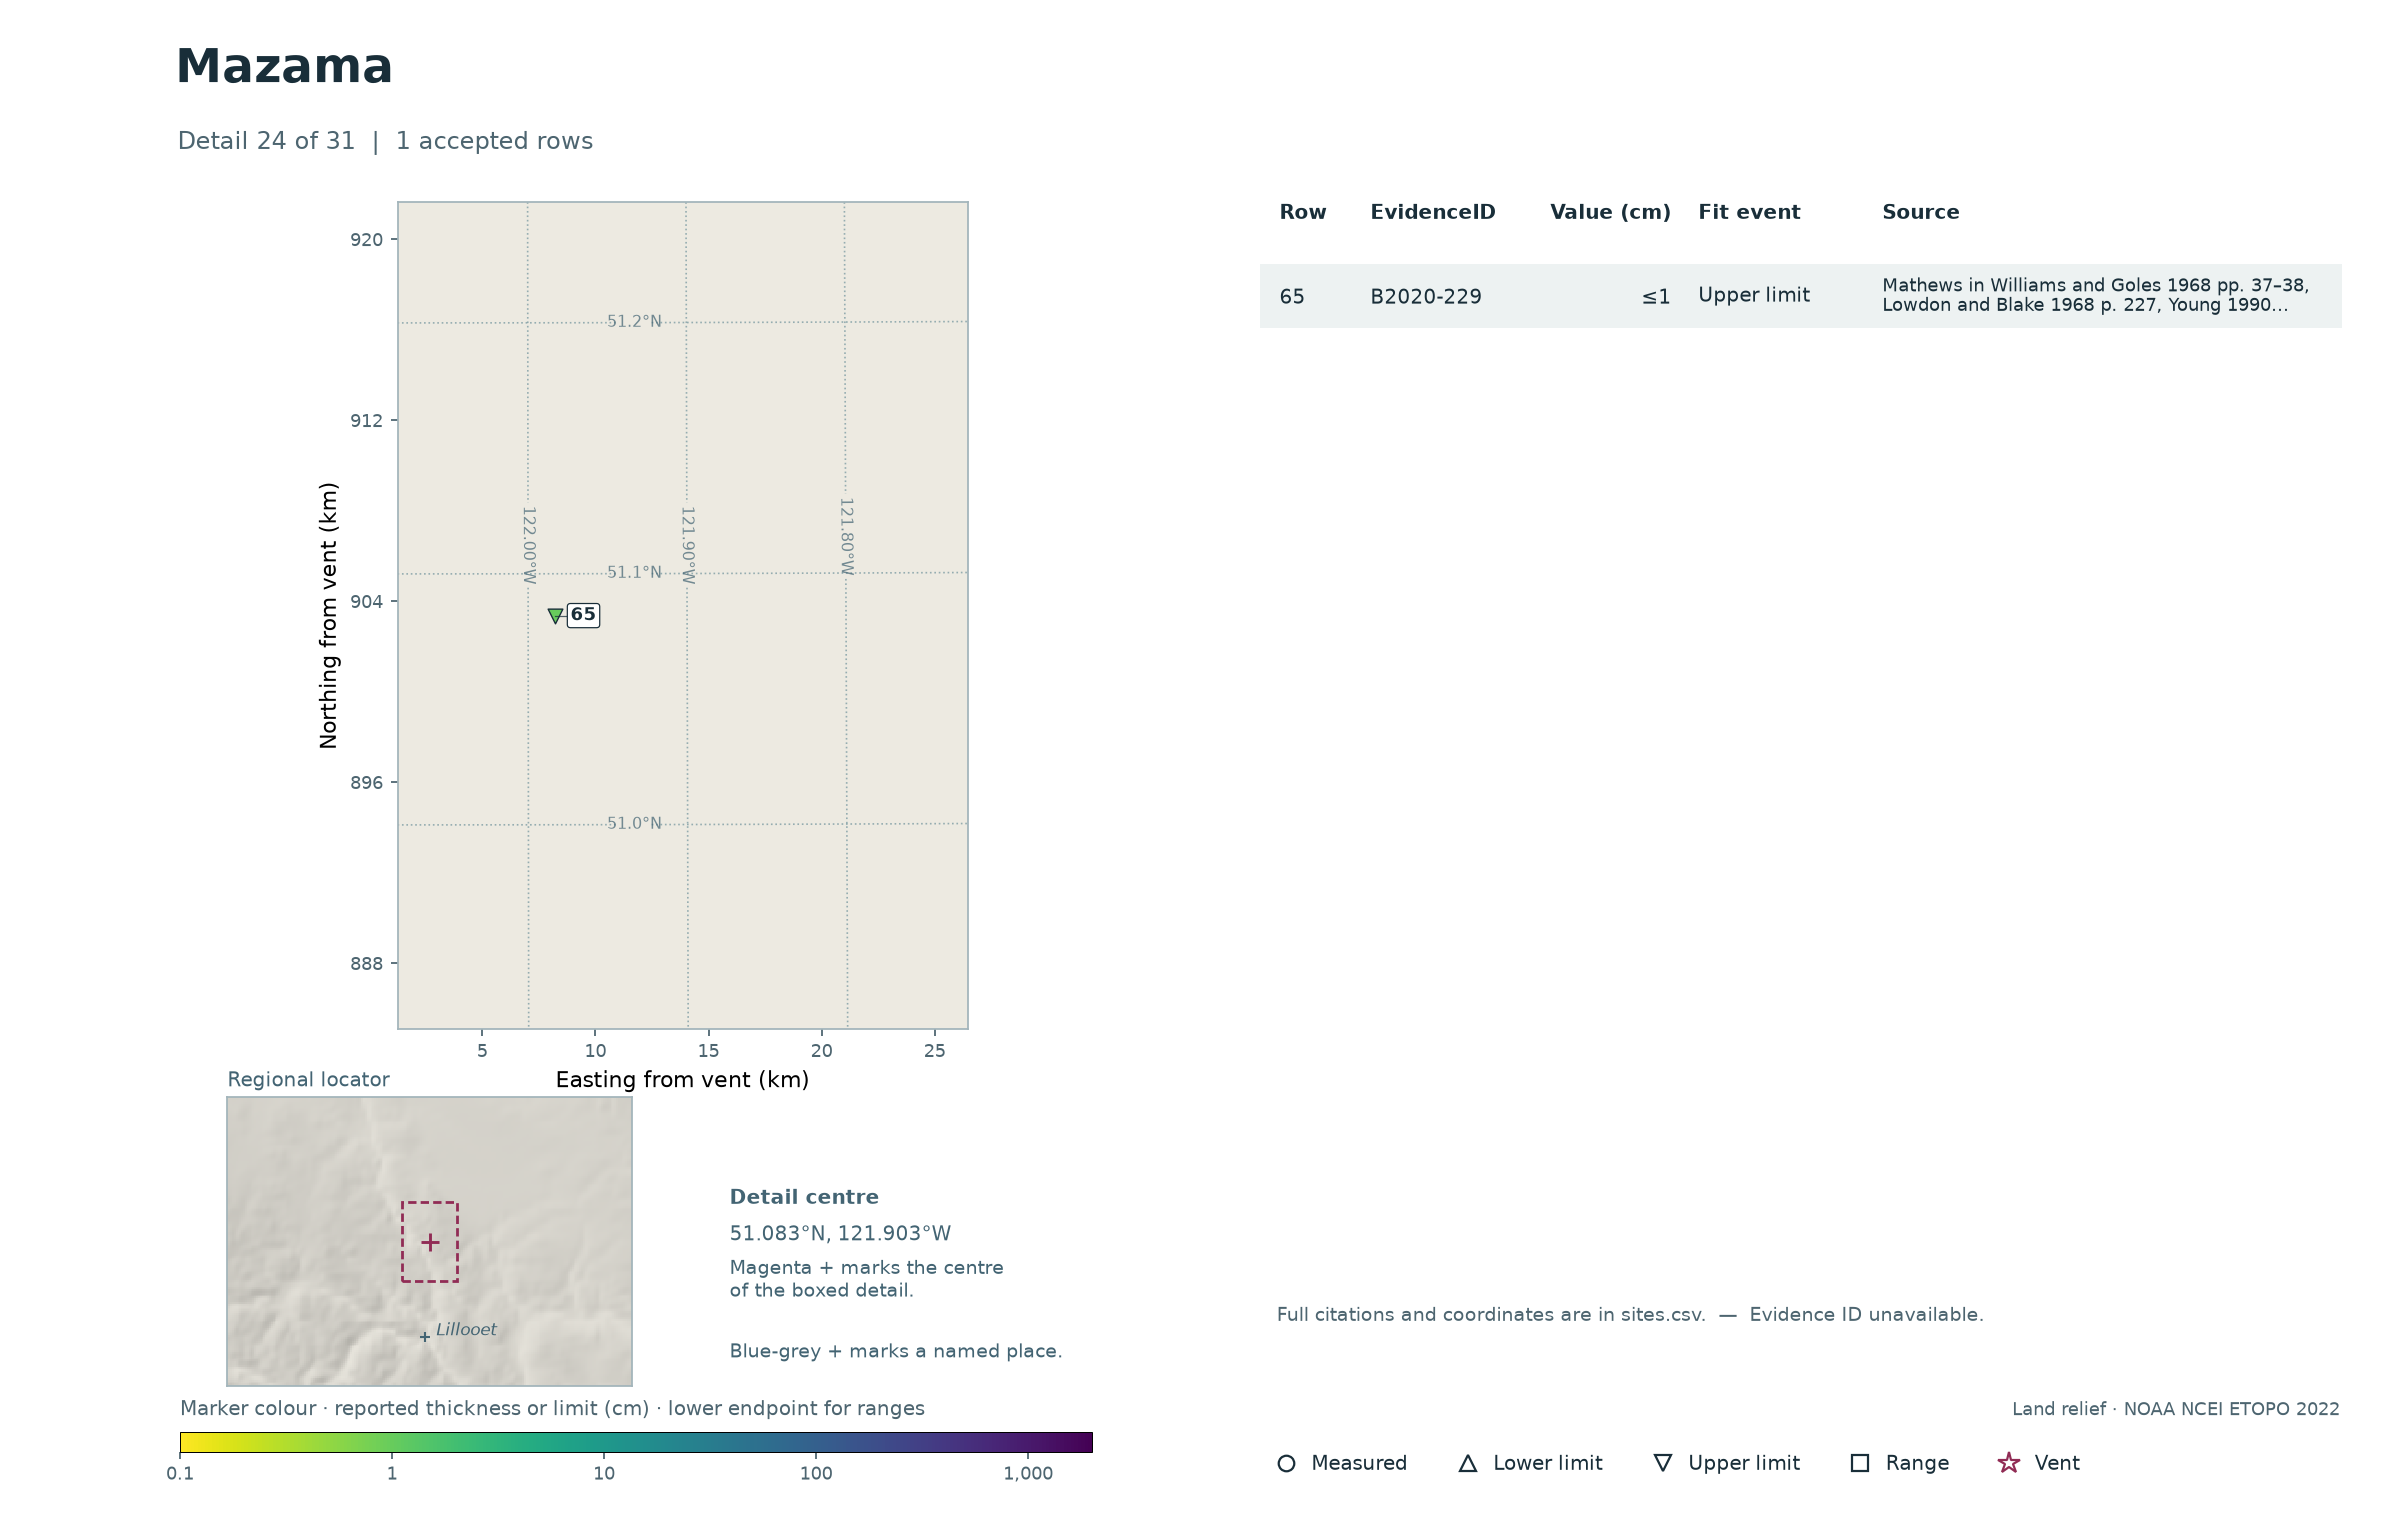 Mazama
Detail 24 of 31 | 1 accepted rows
Row EvidenceID Value (cm) Fit event Source
65 B2020-229 ≤1 Upper limit Mathews in Williams and Goles 1968 pp. 37–38,
Lowdon and Blake 1968 p. 227, Young 1990…
Northing from vent (km)
920
912
904
896
888
51.2°N
51.1°N
51.0°N
122.00°W
121.90°W
121.80°W
65
5 10 15 20 25
Easting from vent (km)
Regional locator
Lillooet
Detail centre
51.083°N, 121.903°W
Magenta + marks the centre
of the boxed detail.
Blue-grey + marks a named place.
Full citations and coordinates are in sites.csv. — Evidence ID unavailable.
Marker colour · reported thickness or limit (cm) · lower endpoint for ranges
0.1 1 10 100 1,000
Land relief · NOAA NCEI ETOPO 2022
Measured Lower limit Upper limit Range Vent